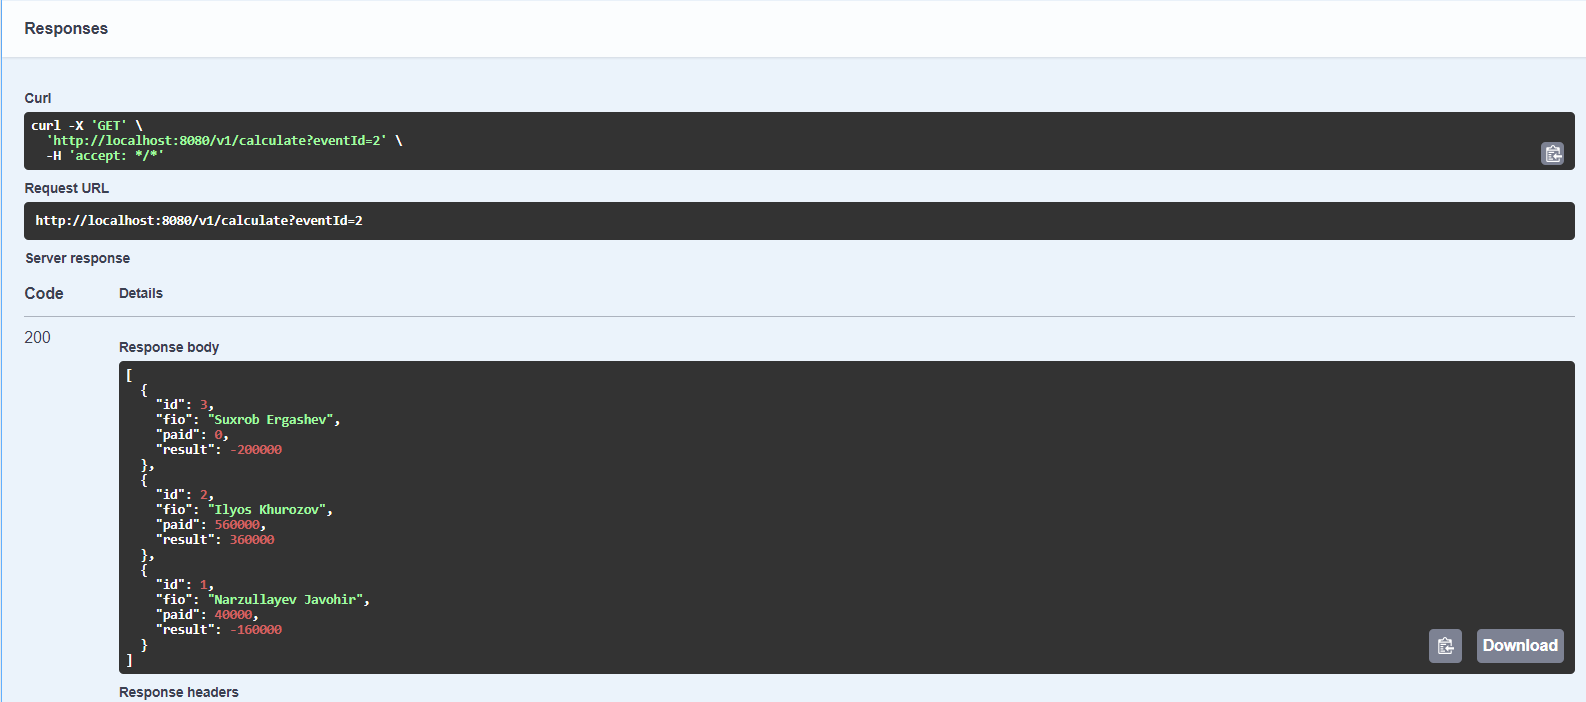 Responses
Curl
curl -X 'GET' \
  'http://localhost:8080/v1/calculate?eventId=2' \
  -H 'accept: */*'
Request URL
http://localhost:8080/v1/calculate?eventId=2
Server response
Code Details
200
Response body
[
  {
    "id": 3,
    "fio": "Suxrob Ergashev",
    "paid": 0,
    "result": -200000
  },
  {
    "id": 2,
    "fio": "Ilyos Khurozov",
    "paid": 560000,
    "result": 360000
  },
  {
    "id": 1,
    "fio": "Narzullayev Javohir",
    "paid": 40000,
    "result": -160000
  }
]
Download
Response headers